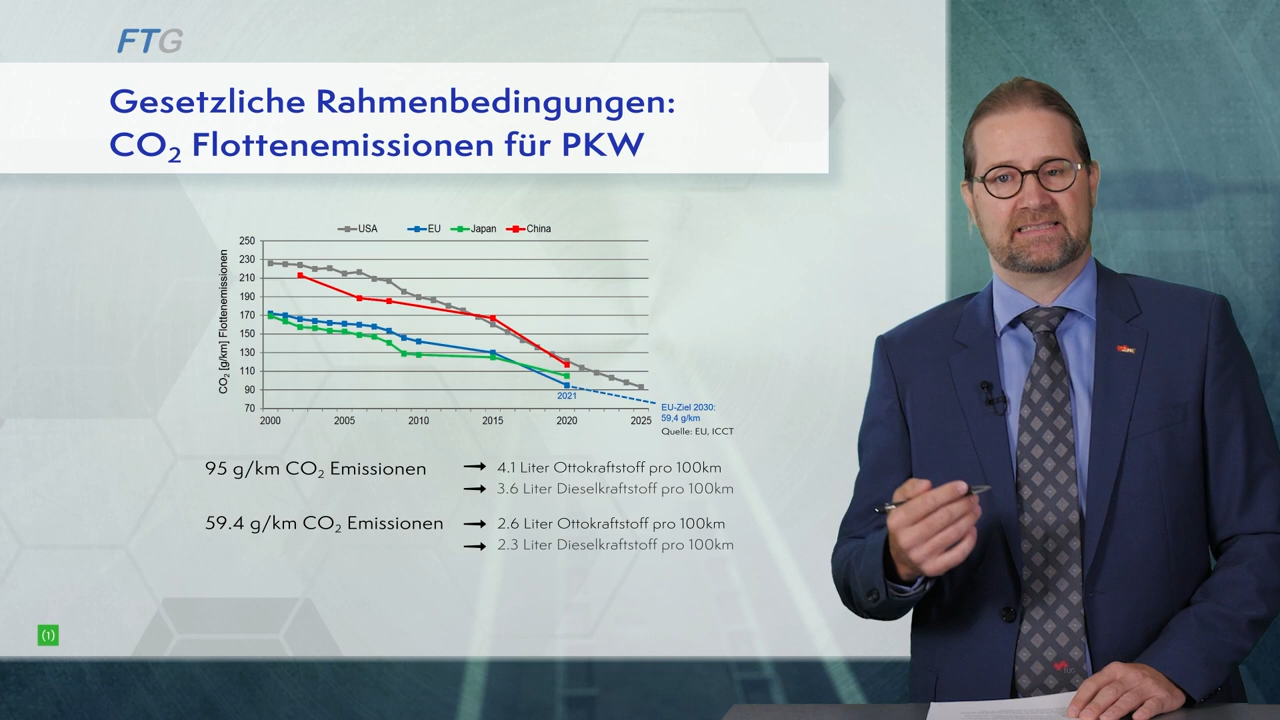 FTG
Gesetzliche Rahmenbedingungen:
CO₂ Flottenemissionen für PKW
USA EU Japan China
CO₂ [g/km] Flottenemissionen
250
230
210
190
170
150
130
110
90
70
2000 2005 2010 2015 2020 2025
2021
EU-Ziel 2030:
59,4 g/km
Quelle: EU, ICCT
95 g/km CO₂ Emissionen → 4.1 Liter Ottokraftstoff pro 100km
→ 3.6 Liter Dieselkraftstoff pro 100km
59.4 g/km CO₂ Emissionen → 2.6 Liter Ottokraftstoff pro 100km
→ 2.3 Liter Dieselkraftstoff pro 100km
(1)